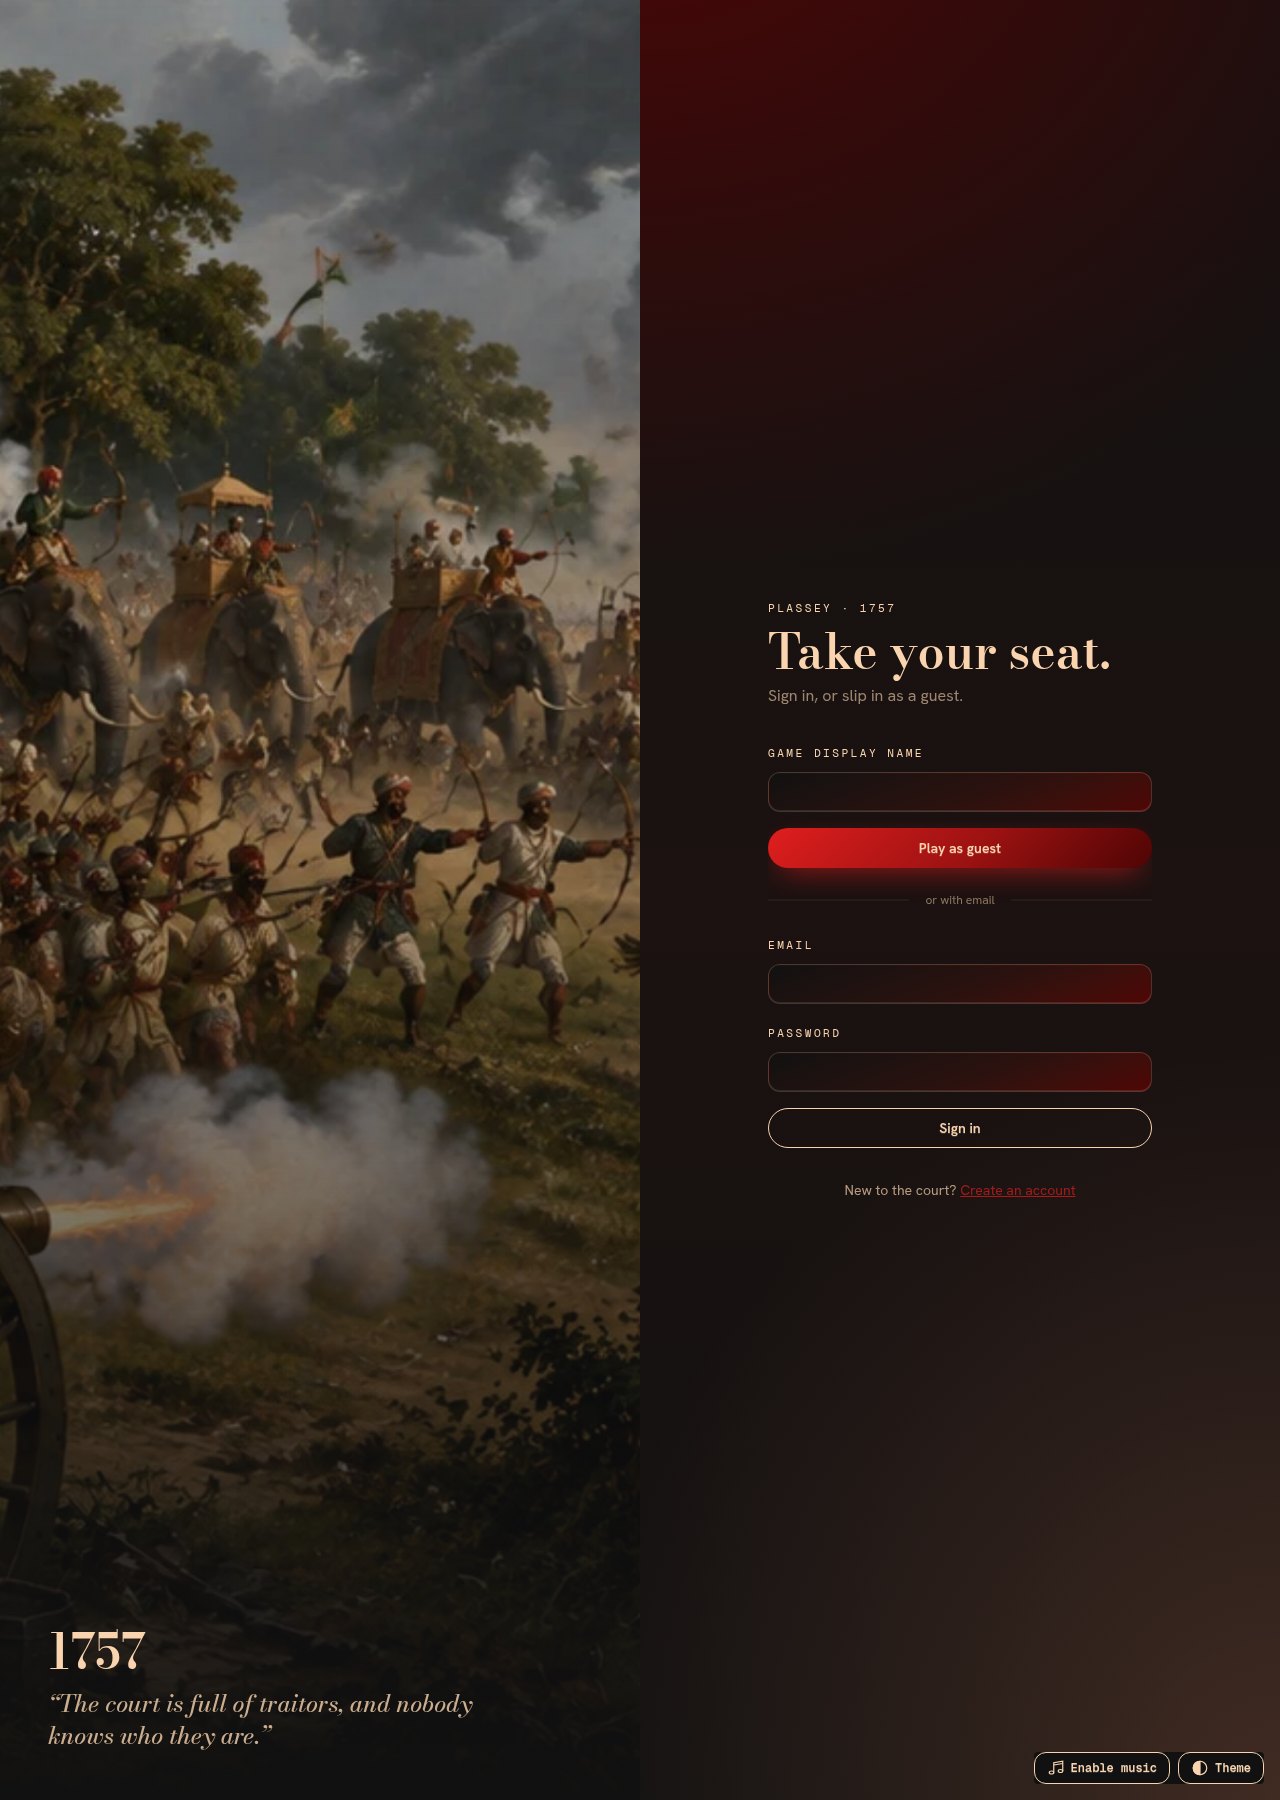 PLASSEY · 1757
Take your seat.
Sign in, or slip in as a guest.
GAME DISPLAY NAME
Play as guest
or with email
EMAIL
PASSWORD
Sign in
New to the court? Create an account
1757
“The court is full of traitors, and nobody
knows who they are.”
Enable music
Theme